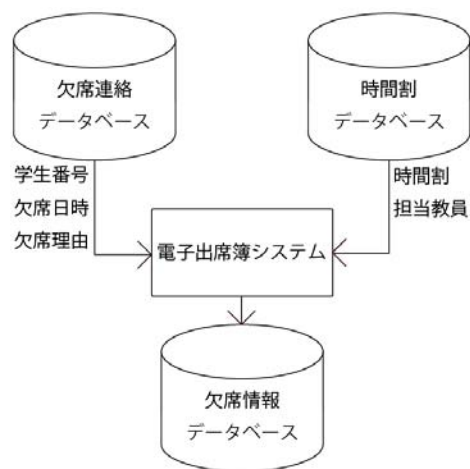 欠席連絡
データベース
時間割
データベース
学生番号
欠席日時
欠席理由
時間割
担当教員
電子出席簿システム
欠席情報
データベース